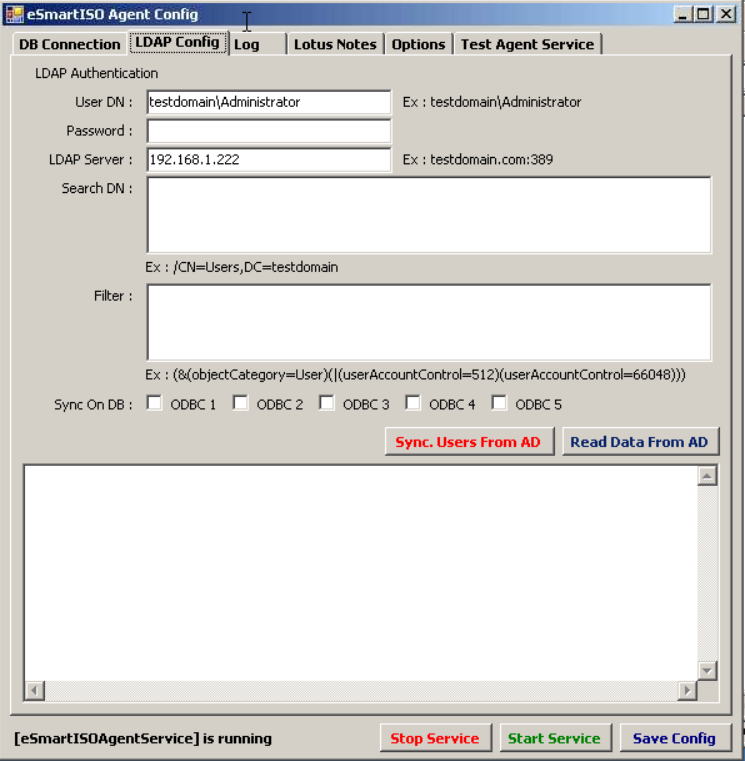 eSmartISO Agent Config
DB Connection LDAP Config Log Lotus Notes Options Test Agent Service
LDAP Authentication
User DN : testdomain\Administrator Ex : testdomain\Administrator
Password :
LDAP Server : 192.168.1.222 Ex : testdomain.com:389
Search DN :
Ex : /CN=Users,DC=testdomain
Filter :
Ex : (&(objectCategory=User)(|(userAccountControl=512)(userAccountControl=66048)))
Sync On DB : ODBC 1 ODBC 2 ODBC 3 ODBC 4 ODBC 5
Sync. Users From AD Read Data From AD
[eSmartISOAgentService] is running Stop Service Start Service Save Config